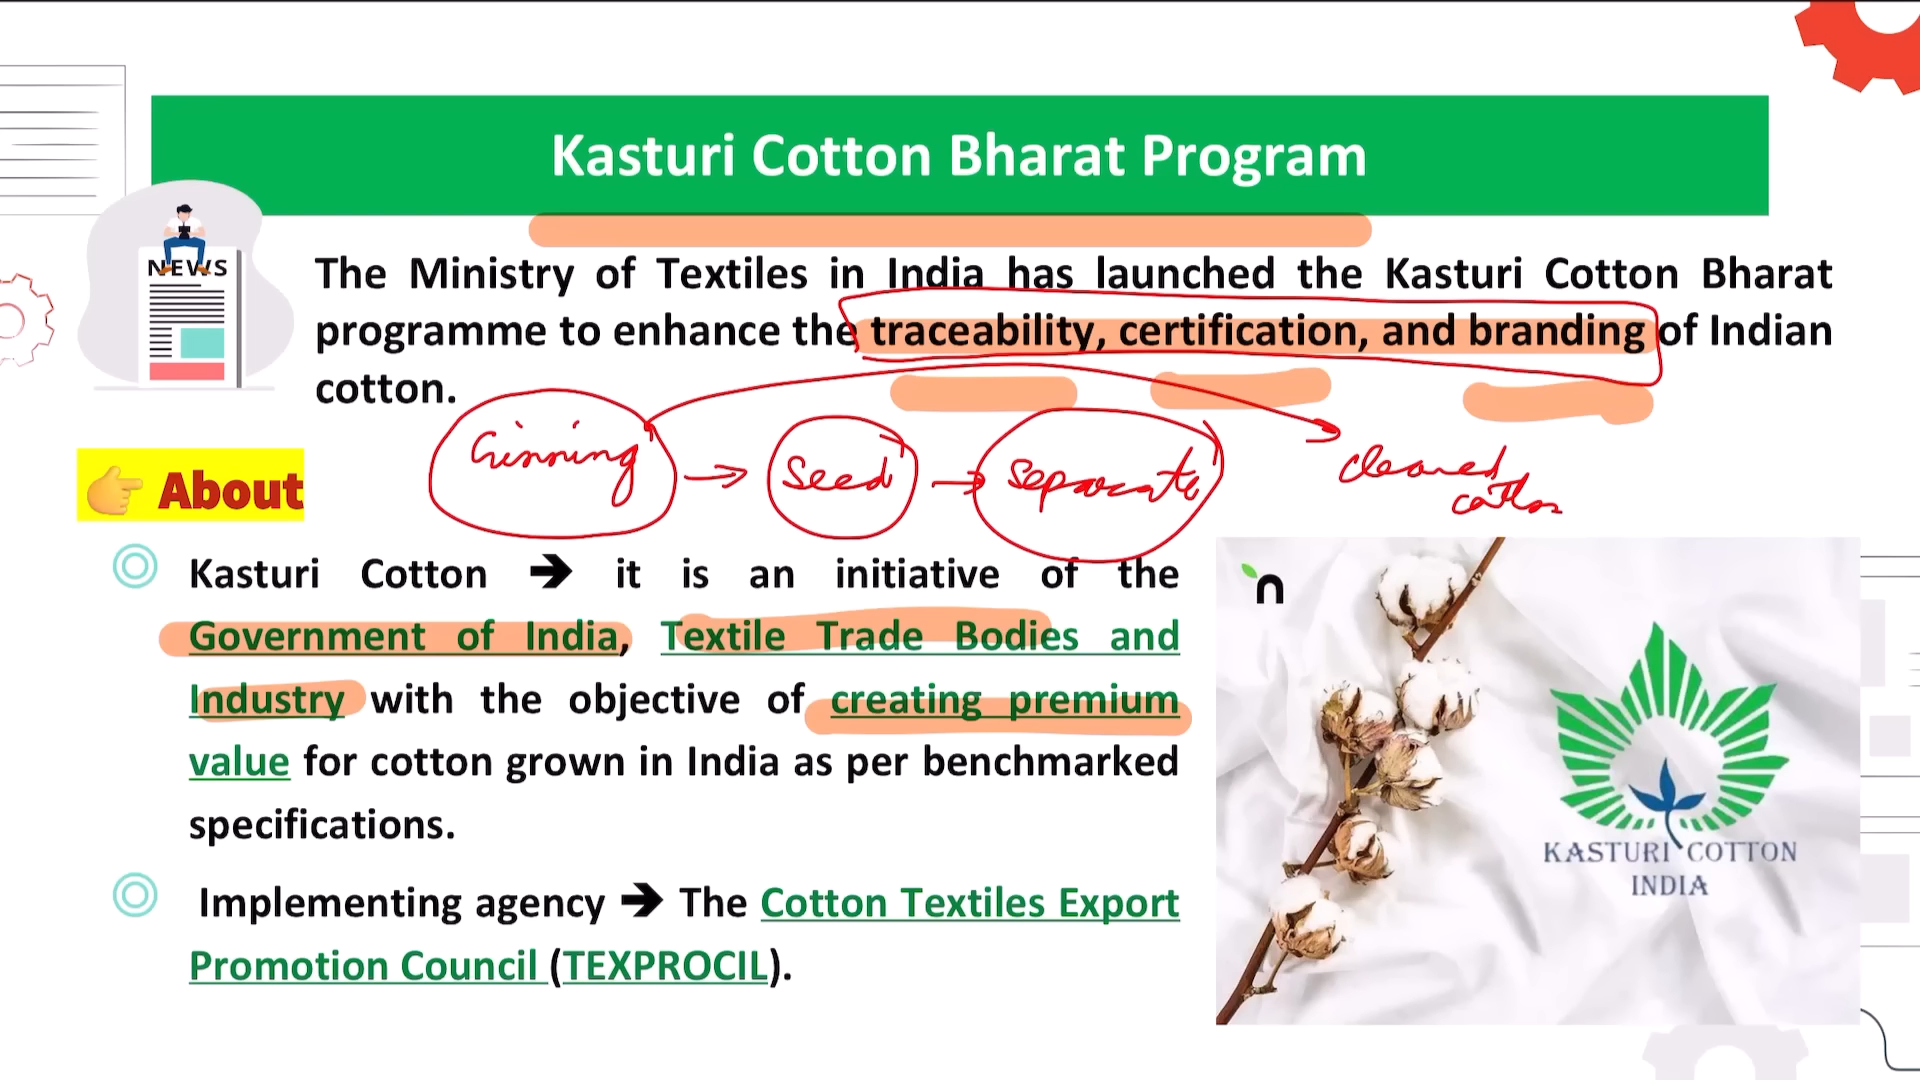 Kasturi Cotton Bharat Program
NEWS
The Ministry of Textiles in India has launched the Kasturi Cotton Bharat
programme to enhance the traceability, certification, and branding of Indian
cotton.
Ginning → Seed → Separate
cleaned
cotton
About
Kasturi Cotton → it is an initiative of the
Government of India, Textile Trade Bodies and
Industry with the objective of creating premium
value for cotton grown in India as per benchmarked
specifications.
Implementing agency → The Cotton Textiles Export
Promotion Council (TEXPROCIL).
n
KASTURI COTTON
INDIA